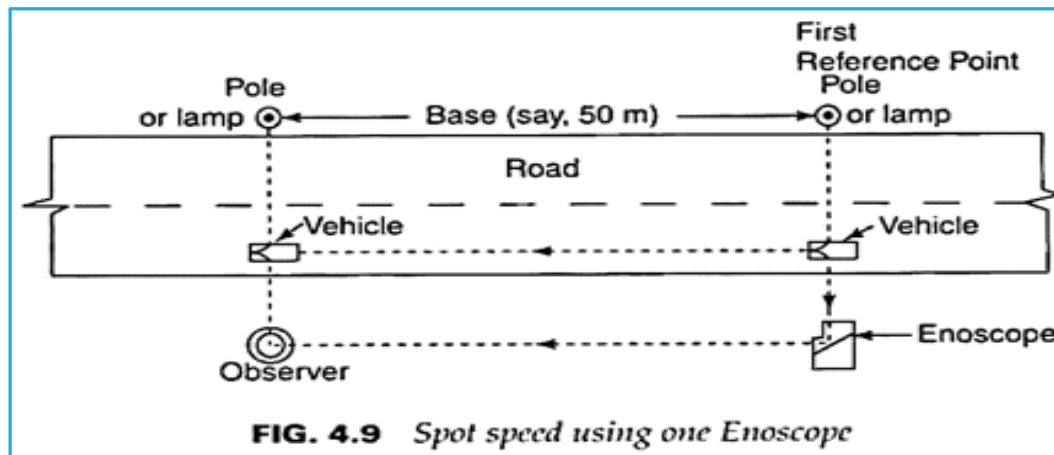 First
Reference Point
Pole
or lamp
Base (say, 50 m)
Pole
or lamp
Road
Vehicle
Vehicle
Enoscope
Observer
FIG. 4.9 Spot speed using one Enoscope